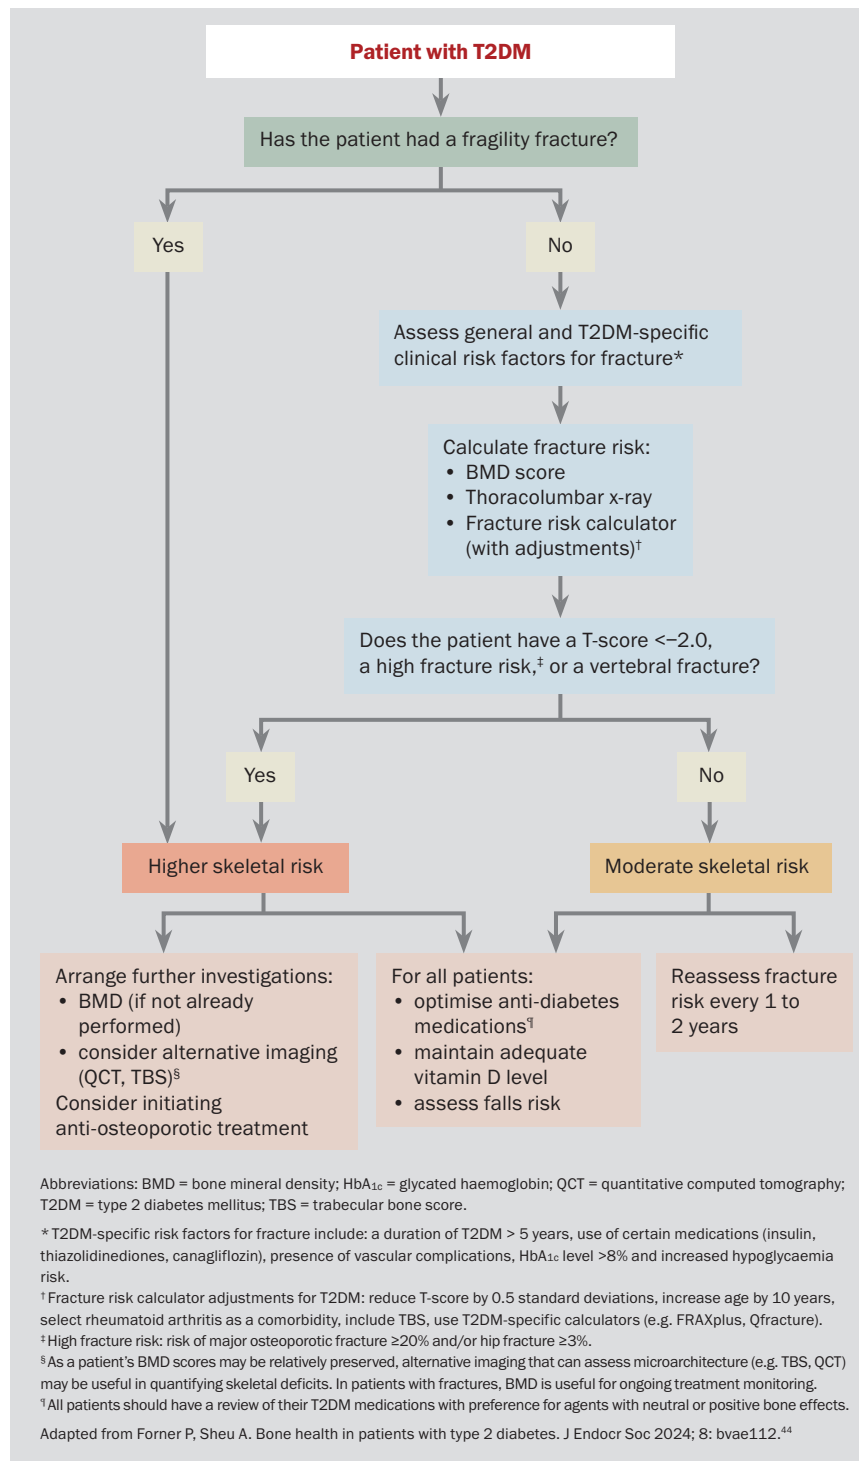 Patient with T2DM
Has the patient had a fragility fracture?
Yes
No
Assess general and T2DM-specific
clinical risk factors for fracture*
Calculate fracture risk:
• BMD score
• Thoracolumbar x-ray
• Fracture risk calculator
(with adjustments)†
Does the patient have a T-score <−2.0,
a high fracture risk,‡ or a vertebral fracture?
Yes
No
Higher skeletal risk
Moderate skeletal risk
Arrange further investigations:
• BMD (if not already
performed)
• consider alternative imaging
(QCT, TBS)§
Consider initiating
anti-osteoporotic treatment
For all patients:
• optimise anti-diabetes
medications¶
• maintain adequate
vitamin D level
• assess falls risk
Reassess fracture
risk every 1 to
2 years
Abbreviations: BMD = bone mineral density; HbA1c = glycated haemoglobin; QCT = quantitative computed tomography;
T2DM = type 2 diabetes mellitus; TBS = trabecular bone score.
* T2DM-specific risk factors for fracture include: a duration of T2DM > 5 years, use of certain medications (insulin,
thiazolidinediones, canagliflozin), presence of vascular complications, HbA1c level >8% and increased hypoglycaemia
risk.
† Fracture risk calculator adjustments for T2DM: reduce T-score by 0.5 standard deviations, increase age by 10 years,
select rheumatoid arthritis as a comorbidity, include TBS, use T2DM-specific calculators (e.g. FRAXplus, Qfracture).
‡ High fracture risk: risk of major osteoporotic fracture ≥20% and/or hip fracture ≥3%.
§ As a patient's BMD scores may be relatively preserved, alternative imaging that can assess microarchitecture (e.g. TBS, QCT)
may be useful in quantifying skeletal deficits. In patients with fractures, BMD is useful for ongoing treatment monitoring.
¶ All patients should have a review of their T2DM medications with preference for agents with neutral or positive bone effects.
Adapted from Forner P, Sheu A. Bone health in patients with type 2 diabetes. J Endocr Soc 2024; 8: bvae112.44